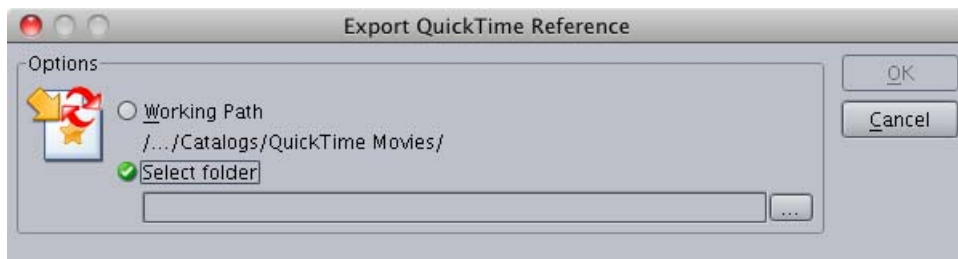 Export QuickTime Reference
Options
Working Path
/.../Catalogs/QuickTime Movies/
Select folder
...
OK
Cancel